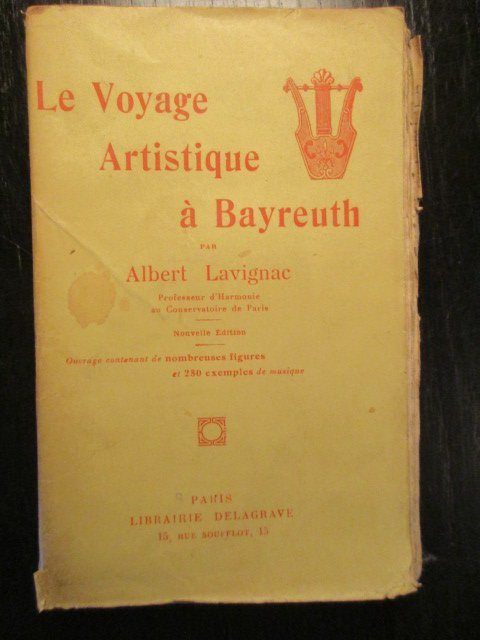 Le Voyage
Artistique
à Bayreuth
PAR
Albert Lavignac
Professeur d'Harmonie
au Conservatoire de Paris
Nouvelle Edition
Ouvrage contenant de nombreuses figures
et 280 exemples de musique
PARIS
LIBRAIRIE DELAGRAVE
15, RUE SOUFFLOT, 15